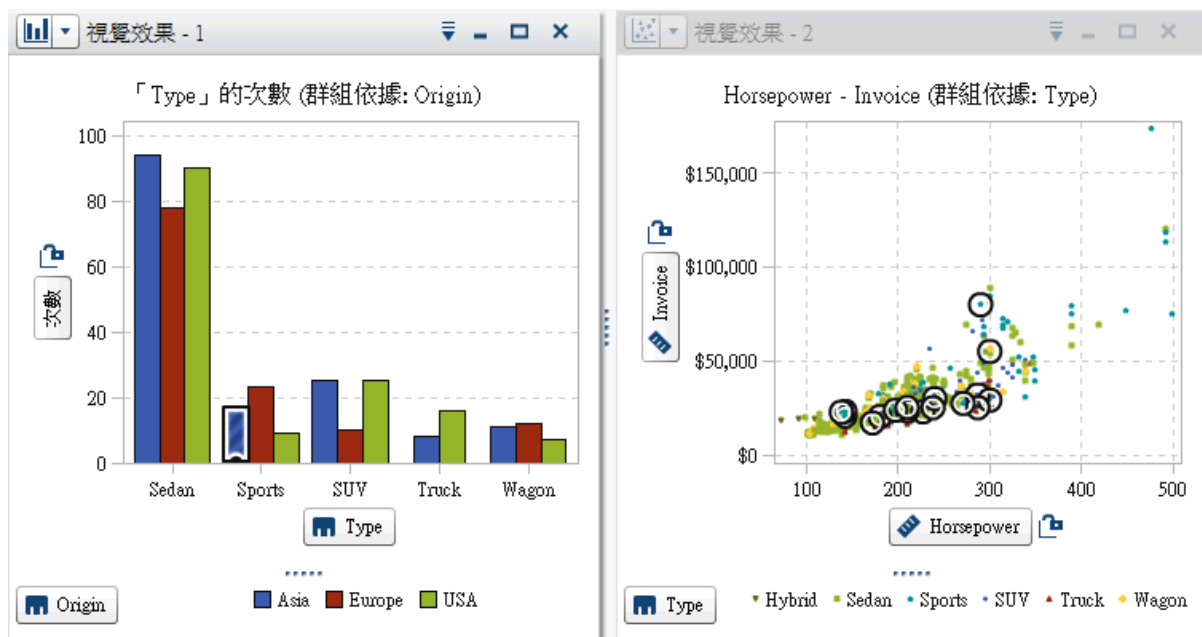 視覺效果 - 1
「Type」的次數 (群組依據: Origin)
100
80
60
40
20
0
次數
Sedan
Sports
SUV
Truck
Wagon
Type
Origin
Asia
Europe
USA
視覺效果 - 2
Horsepower - Invoice (群組依據: Type)
$150,000
$100,000
$50,000
$0
Invoice
100
200
300
400
500
Horsepower
Type
Hybrid
Sedan
Sports
SUV
Truck
Wagon